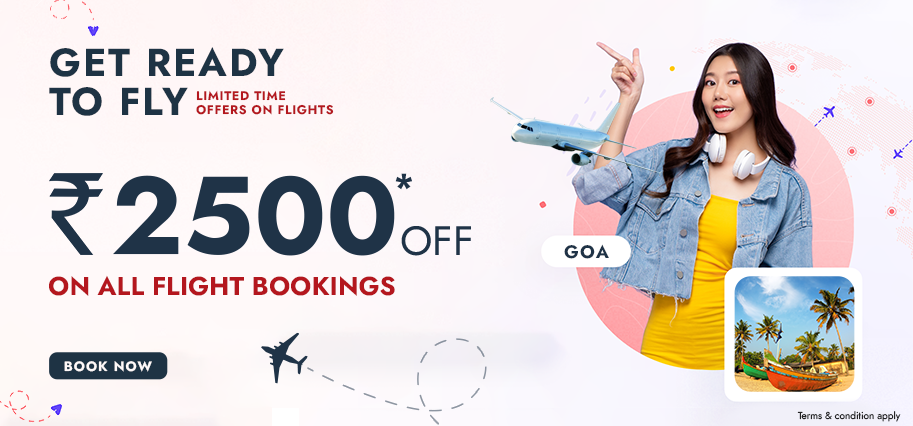 GET READY
TO FLY
LIMITED TIME
OFFERS ON FLIGHTS
₹2500* OFF
ON ALL FLIGHT BOOKINGS
BOOK NOW
GOA
Terms & condition apply